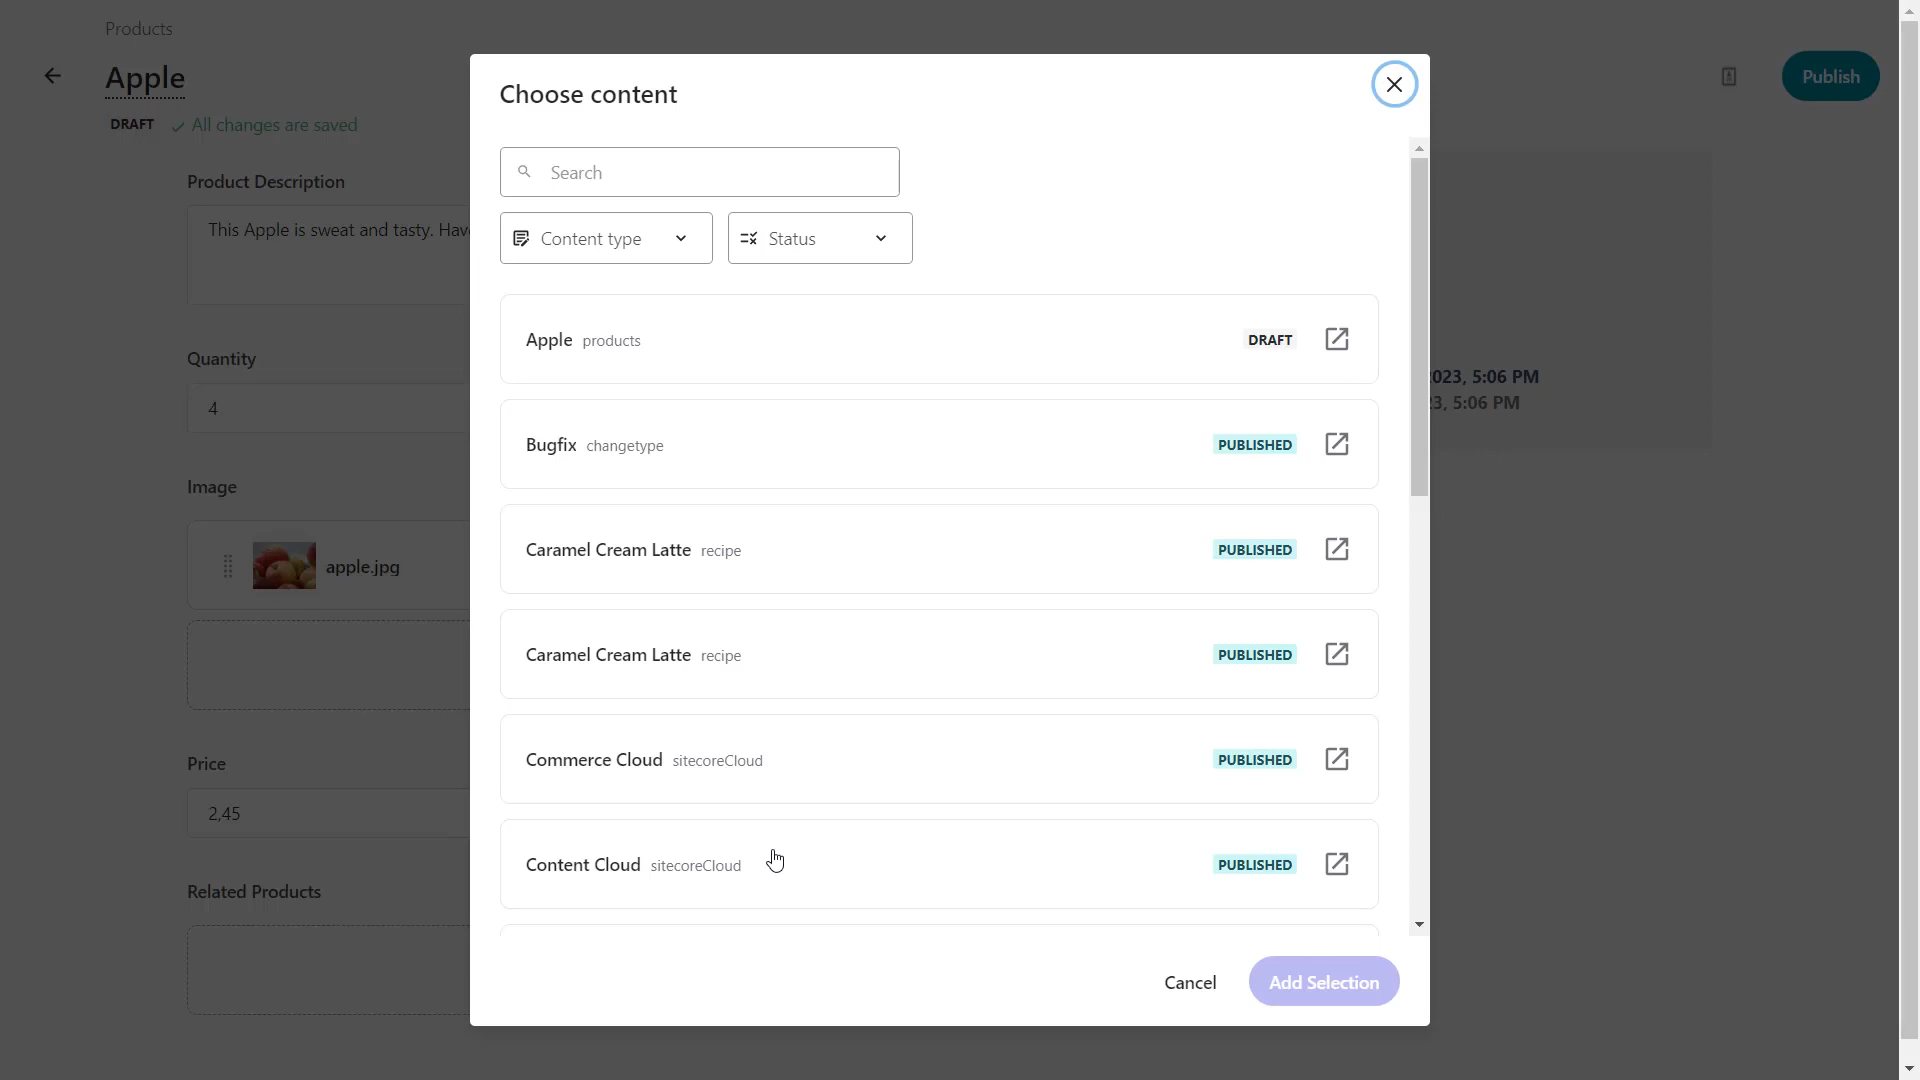 Products
Apple
DRAFT
All changes are saved
Publish
Product Description
This Apple is sweat and tasty.
Quantity
4
Image
apple.jpg
Price
2,45
Related Products
Choose content
Search
Content type
Status
Apple products DRAFT
Bugfix changetype PUBLISHED
Caramel Cream Latte recipe PUBLISHED
Caramel Cream Latte recipe PUBLISHED
Commerce Cloud sitecoreCloud PUBLISHED
Content Cloud sitecoreCloud PUBLISHED
Cancel
Add Selection
5:06 PM
5:06 PM